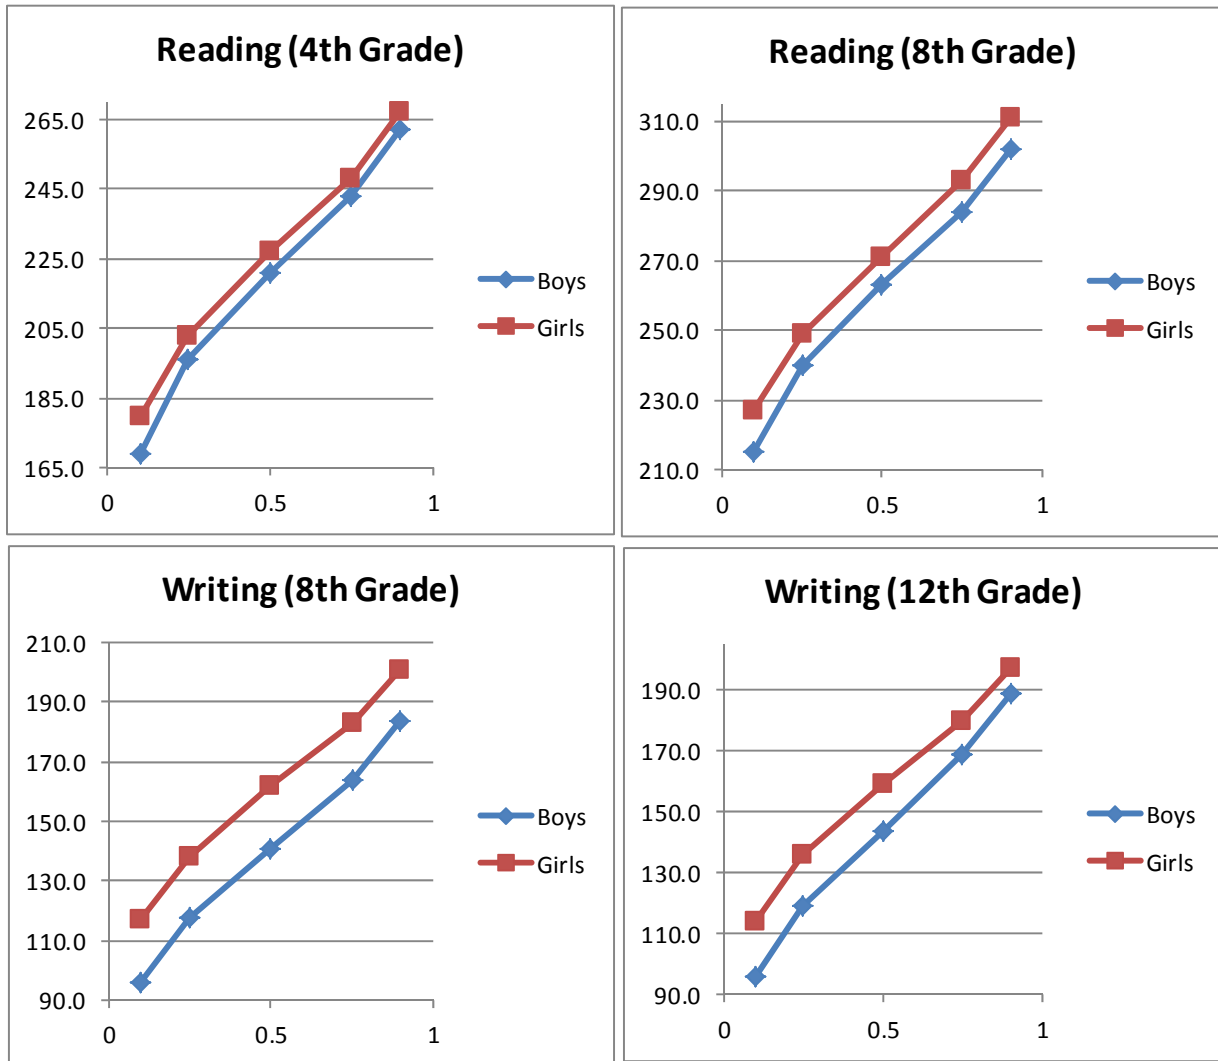 Reading (4th Grade)
265.0
245.0
225.0
205.0
185.0
165.0
0 0.5 1
Boys
Girls
Reading (8th Grade)
310.0
290.0
270.0
250.0
230.0
210.0
0 0.5 1
Boys
Girls
Writing (8th Grade)
210.0
190.0
170.0
150.0
130.0
110.0
90.0
0 0.5 1
Boys
Girls
Writing (12th Grade)
190.0
170.0
150.0
130.0
110.0
90.0
0 0.5 1
Boys
Girls